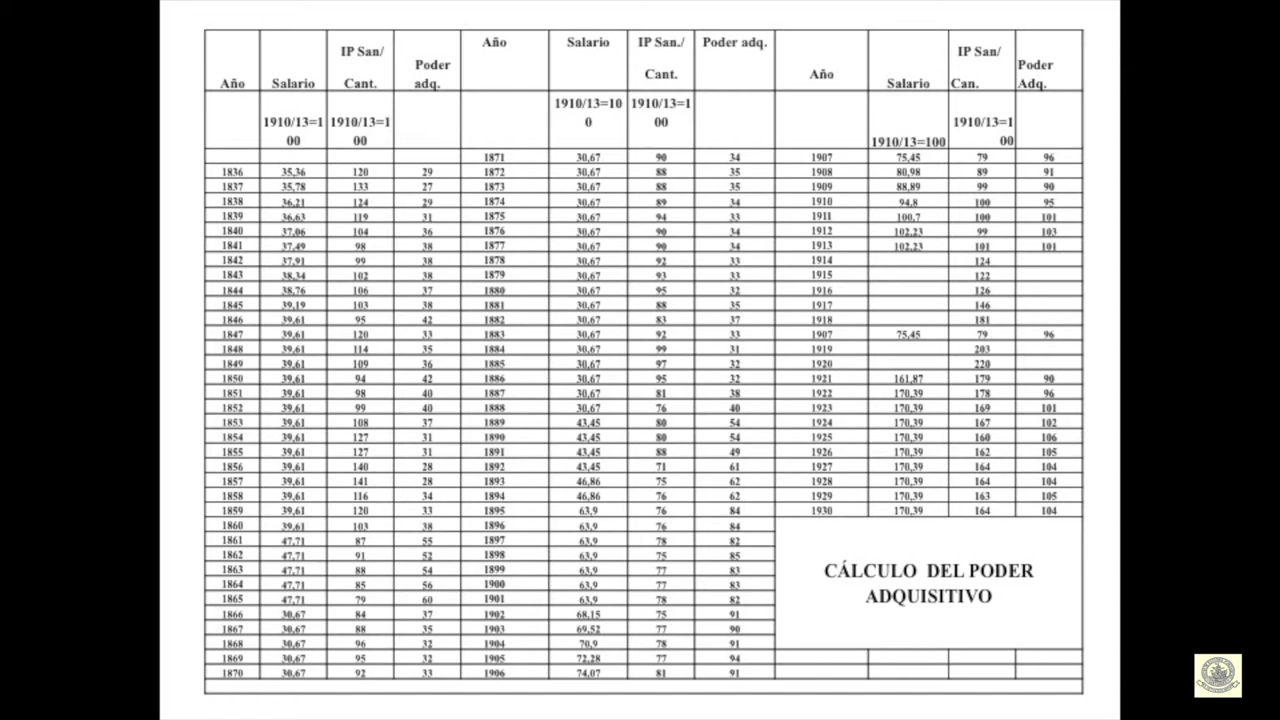 Año Salario IP San/ Cant. Poder adq. Año Salario IP San./ Cant. Poder adq. Año Salario IP San/ Can. Poder Adq.
1910/13=100 1910/13=100 1910/13=100 1910/13=100 1910/13=100 1910/13=100
1871 30,67 90 34 1907 75,45 79 96
1836 35,36 120 29 1872 30,67 88 35 1908 80,98 89 91
1837 35,78 133 27 1873 30,67 88 35 1909 88,89 99 90
1838 36,21 124 29 1874 30,67 89 34 1910 94,8 100 95
1839 36,63 119 31 1875 30,67 94 33 1911 100,7 100 101
1840 37,06 104 36 1876 30,67 90 34 1912 102,23 99 103
1841 37,49 98 38 1877 30,67 90 34 1913 102,23 101 101
1842 37,91 99 38 1878 30,67 92 33 1914 124
1843 38,34 102 38 1879 30,67 93 33 1915 122
1844 38,76 106 37 1880 30,67 95 32 1916 126
1845 39,19 103 38 1881 30,67 88 35 1917 146
1846 39,61 95 42 1882 30,67 83 37 1918 181
1847 39,61 120 33 1883 30,67 92 33 1907 75,45 79 96
1848 39,61 114 35 1884 30,67 99 31 1919 203
1849 39,61 109 36 1885 30,67 97 32 1920 220
1850 39,61 94 42 1886 30,67 95 32 1921 161,87 179 90
1851 39,61 98 40 1887 30,67 81 38 1922 170,39 178 96
1852 39,61 99 40 1888 30,67 76 40 1923 170,39 169 101
1853 39,61 108 37 1889 43,45 80 54 1924 170,39 167 102
1854 39,61 127 31 1890 43,45 80 54 1925 170,39 160 106
1855 39,61 127 31 1891 43,45 88 49 1926 170,39 162 105
1856 39,61 140 28 1892 43,45 71 61 1927 170,39 164 104
1857 39,61 141 28 1893 46,86 75 62 1928 170,39 164 104
1858 39,61 116 34 1894 46,86 76 62 1929 170,39 163 105
1859 39,61 120 33 1895 63,9 76 84 1930 170,39 164 104
1860 39,61 103 38 1896 63,9 76 84
1861 47,71 87 55 1897 63,9 78 82
1862 47,71 91 52 1898 63,9 75 85
1863 47,71 88 54 1899 63,9 77 83
1864 47,71 85 56 1900 63,9 77 83
1865 47,71 79 60 1901 63,9 78 82
1866 30,67 84 37 1902 68,15 75 91
1867 30,67 88 35 1903 69,52 77 90
1868 30,67 96 32 1904 70,9 78 91
1869 30,67 95 32 1905 72,28 77 94
1870 30,67 92 33 1906 74,07 81 91
CÁLCULO DEL PODER
ADQUISITIVO